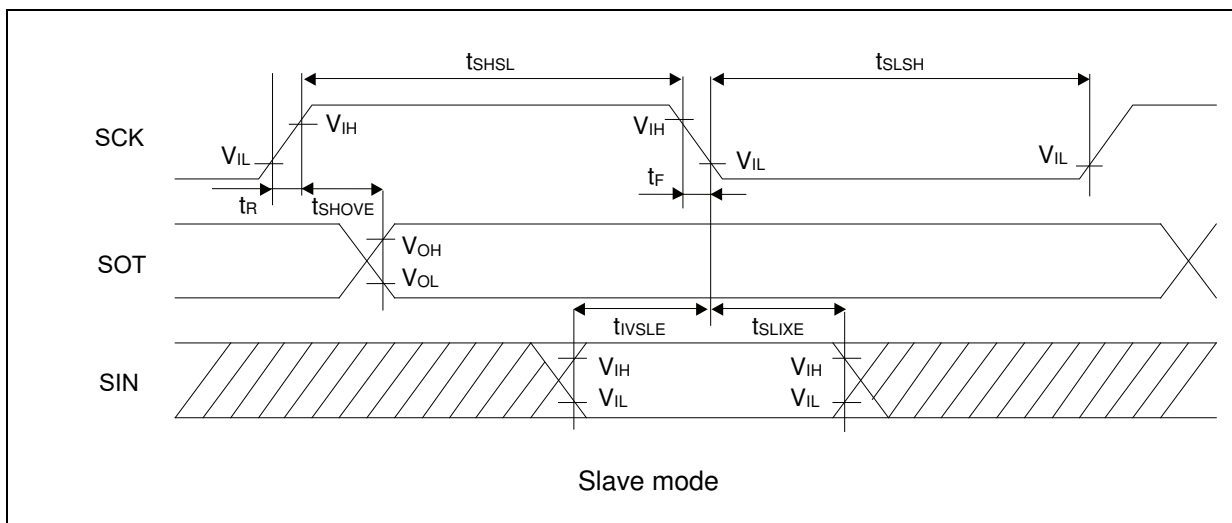 tSHSL
tSLSH
SCK
VIH
VIH
VIL
VIL
VIL
tR
tSHOVE
tF
SOT
VOH
VOL
tIVSLE
tSLIXE
SIN
VIH
VIH
VIL
VIL
Slave mode